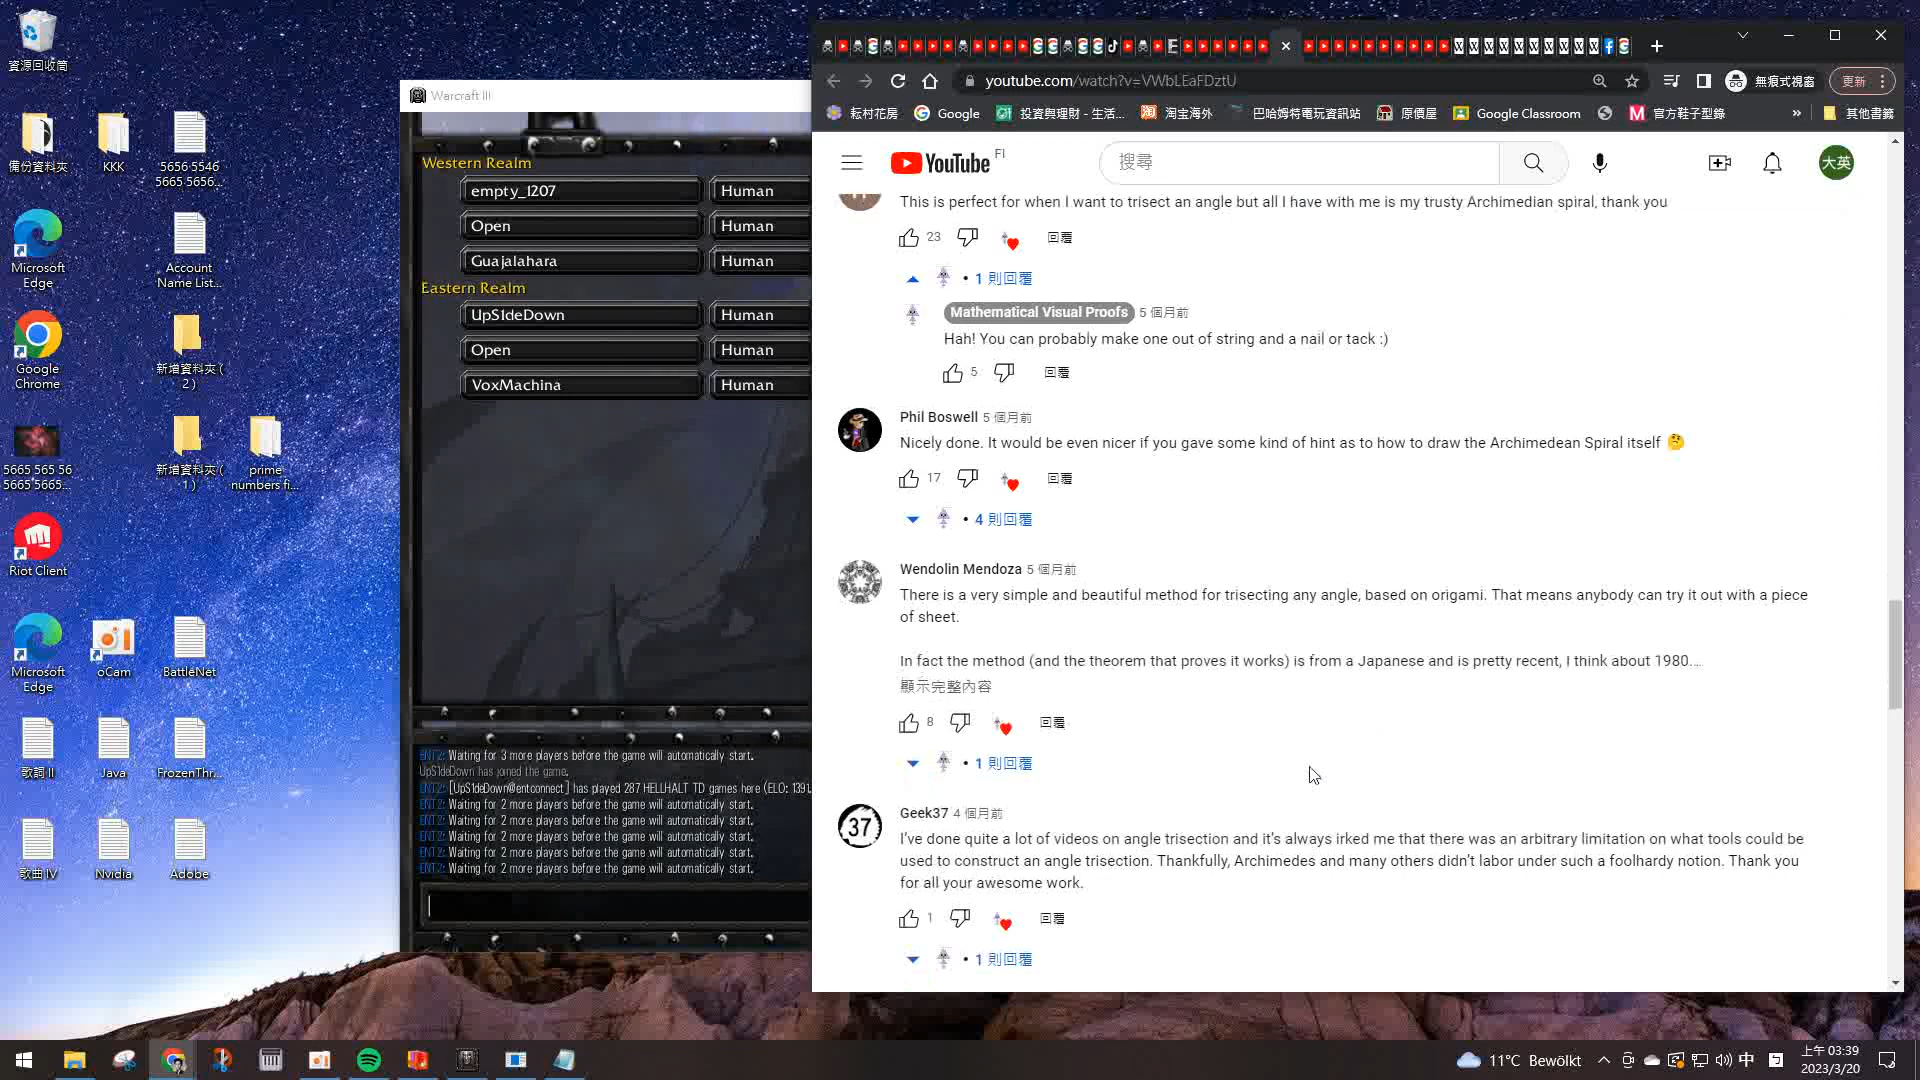 資源回收筒
備份資料夾
KKK
5656 5546
5665 5656...
Microsoft
Edge
Account
Name List...
Google
Chrome
新增資料夾 (
2 )
5665 565 56
5665 5665...
新增資料夾 (
1 )
prime
numbers fi...
Riot Client
Microsoft
Edge
oCam
BattleNet
歌詞 II
Java
FrozenThr...
歌曲 IV
Nvidia
Adobe
Warcraft III
Western Realm
empty_1207
Human
Open
Human
Guajalahara
Human
Eastern Realm
UpS1deDown
Human
Open
Human
VoxMachina
Human
ENT2: Waiting for 3 more players before the game will automatically start.
UpS1deDown has joined the game.
ENT2: [UpS1deDown@entconnect] has played 287 HELLHALT TD games here (ELO: 1391.
ENT2: Waiting for 2 more players before the game will automatically start.
ENT2: Waiting for 2 more players before the game will automatically start.
ENT2: Waiting for 2 more players before the game will automatically start.
ENT2: Waiting for 2 more players before the game will automatically start.
ENT2: Waiting for 2 more players before the game will automatically start.
youtube.com/watch?v=VWbLEaFDztU
無痕式視窗
更新
耘村花房
Google
投資與理財 - 生活...
淘宝海外
巴哈姆特電玩資訊站
原價屋
Google Classroom
官方鞋子型錄
»
其他書籤
YouTube FI
搜尋
大英
This is perfect for when I want to trisect an angle but all I have with me is my trusty Archimedian spiral, thank you
23 回覆
• 1 則回覆
Mathematical Visual Proofs 5 個月前
Hah! You can probably make one out of string and a nail or tack :)
5 回覆
Phil Boswell 5 個月前
Nicely done. It would be even nicer if you gave some kind of hint as to how to draw the Archimedean Spiral itself 🤔
17 回覆
• 4 則回覆
Wendolin Mendoza 5 個月前
There is a very simple and beautiful method for trisecting any angle, based on origami. That means anybody can try it out with a piece
of sheet.
In fact the method (and the theorem that proves it works) is from a Japanese and is pretty recent, I think about 1980...
顯示完整內容
8 回覆
• 1 則回覆
37
Geek37 4 個月前
I've done quite a lot of videos on angle trisection and it's always irked me that there was an arbitrary limitation on what tools could be
used to construct an angle trisection. Thankfully, Archimedes and many others didn't labor under such a foolhardy notion. Thank you
for all your awesome work.
1 回覆
• 1 則回覆
11°C Bewölkt
中
上午 03:39
2023/3/20